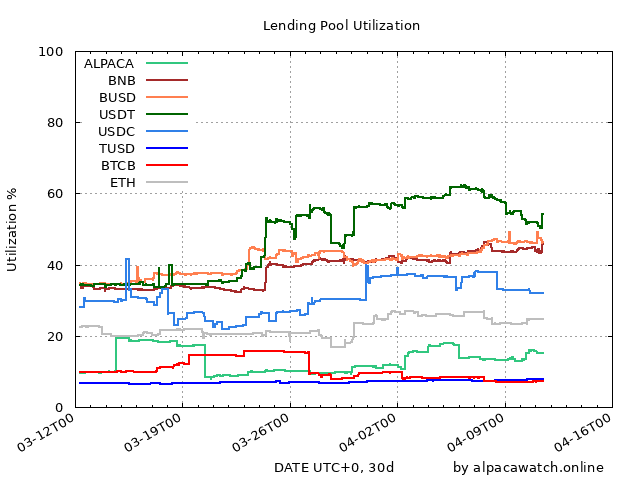 Lending Pool Utilization
100
80
60
40
20
0
Utilization %
ALPACA
BNB
BUSD
USDT
USDC
TUSD
BTCB
ETH
03-12T00
03-19T00
03-26T00
04-02T00
04-09T00
04-16T00
DATE UTC+0, 30d
by alpacawatch.online